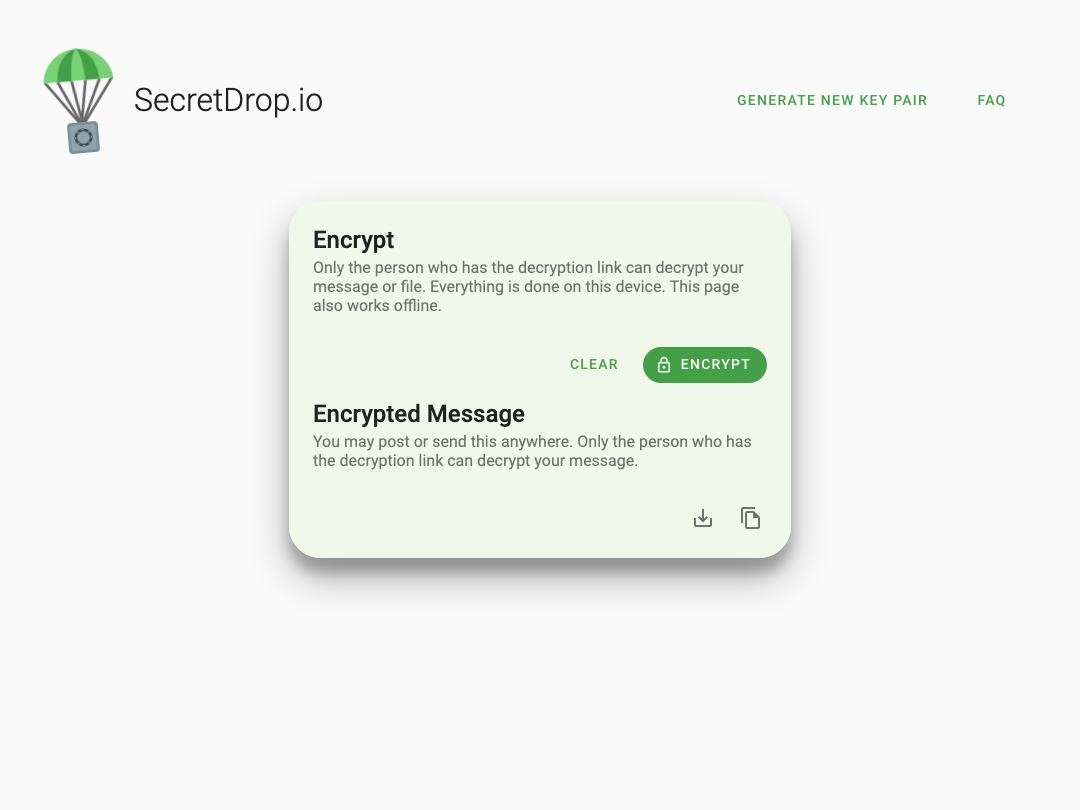 SecretDrop.io
GENERATE NEW KEY PAIR
FAQ
Encrypt
Only the person who has the decryption link can decrypt your
message or file. Everything is done on this device. This page
also works offline.
CLEAR
ENCRYPT
Encrypted Message
You may post or send this anywhere. Only the person who has
the decryption link can decrypt your message.